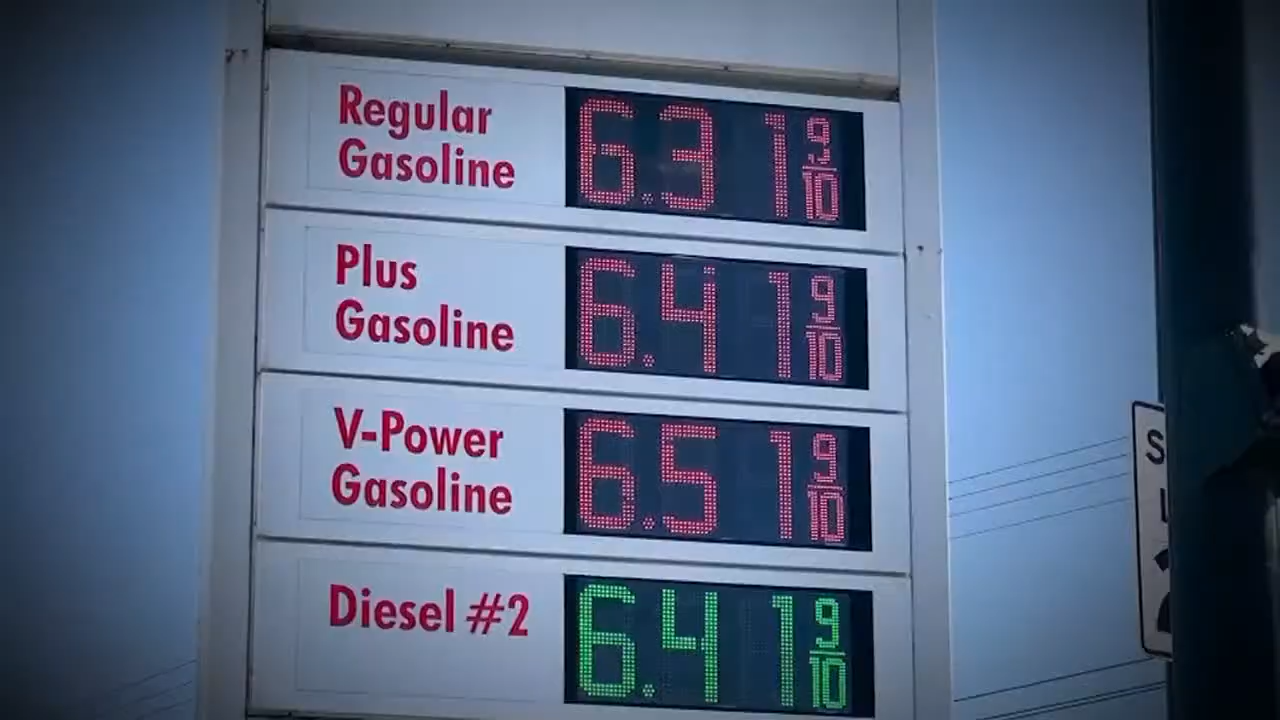 Regular
Gasoline
6.31 9/10
Plus
Gasoline
6.41 9/10
V-Power
Gasoline
6.51 9/10
Diesel #2
6.41 9/10
S